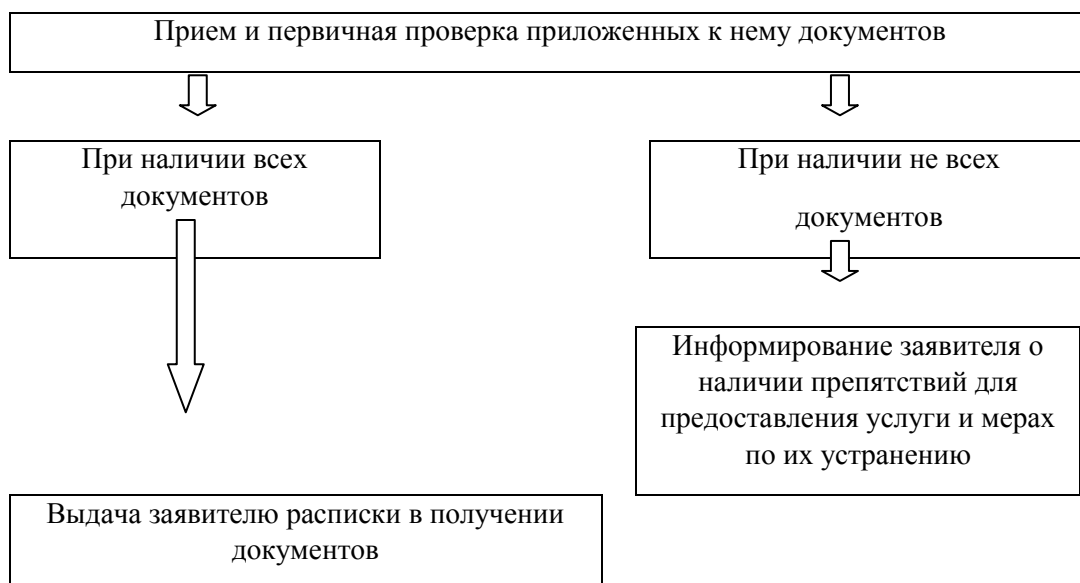 Прием и первичная проверка приложенных к нему документов
При наличии всех
документов
При наличии не всех
документов
Информирование заявителя о
наличии препятствий для
предоставления услуги и мерах
по их устранению
Выдача заявителю расписки в получении
документов